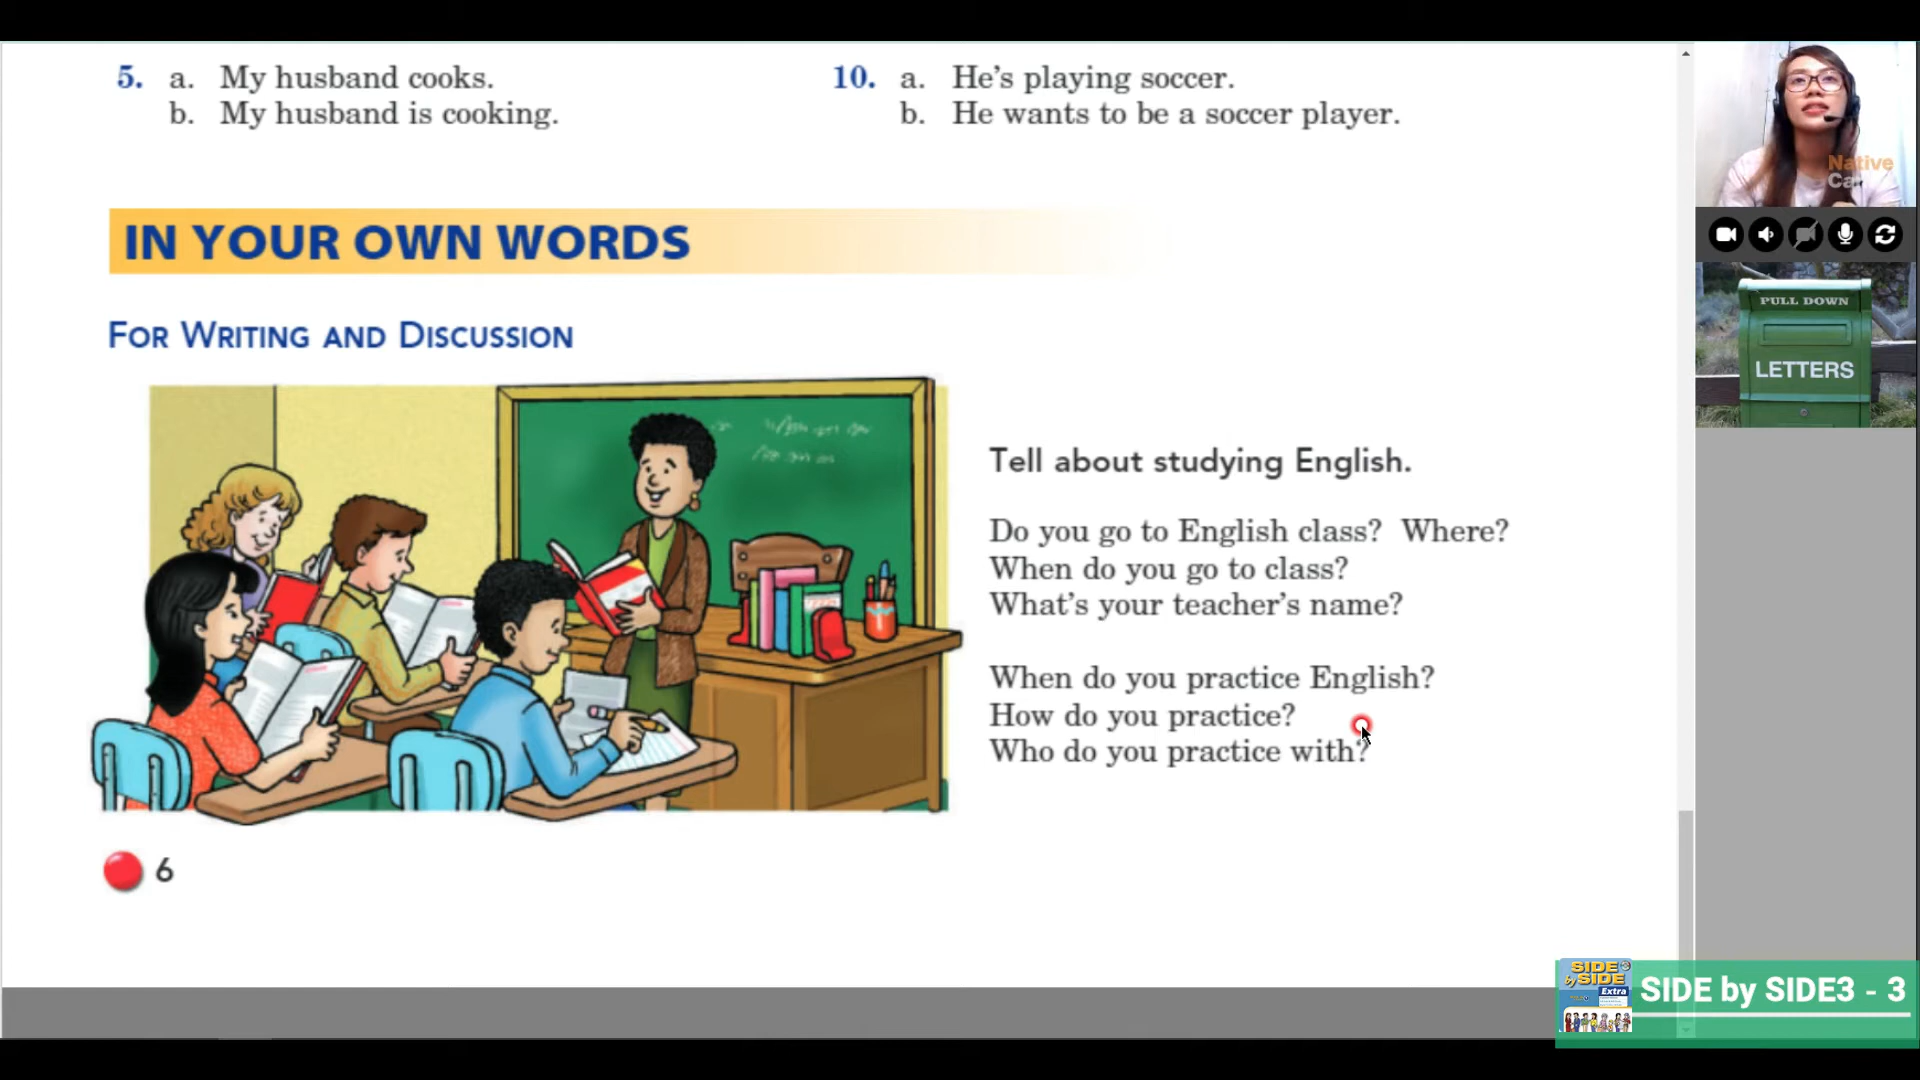 5. a. My husband cooks.
b. My husband is cooking.
10. a. He's playing soccer.
b. He wants to be a soccer player.
IN YOUR OWN WORDS
FOR WRITING AND DISCUSSION
Tell about studying English.
Do you go to English class? Where?
When do you go to class?
What's your teacher's name?
When do you practice English?
How do you practice?
Who do you practice with?
6
Native
Ca
PULL DOWN
LETTERS
SIDE
by SIDE
Extra
SIDE by SIDE3 - 3